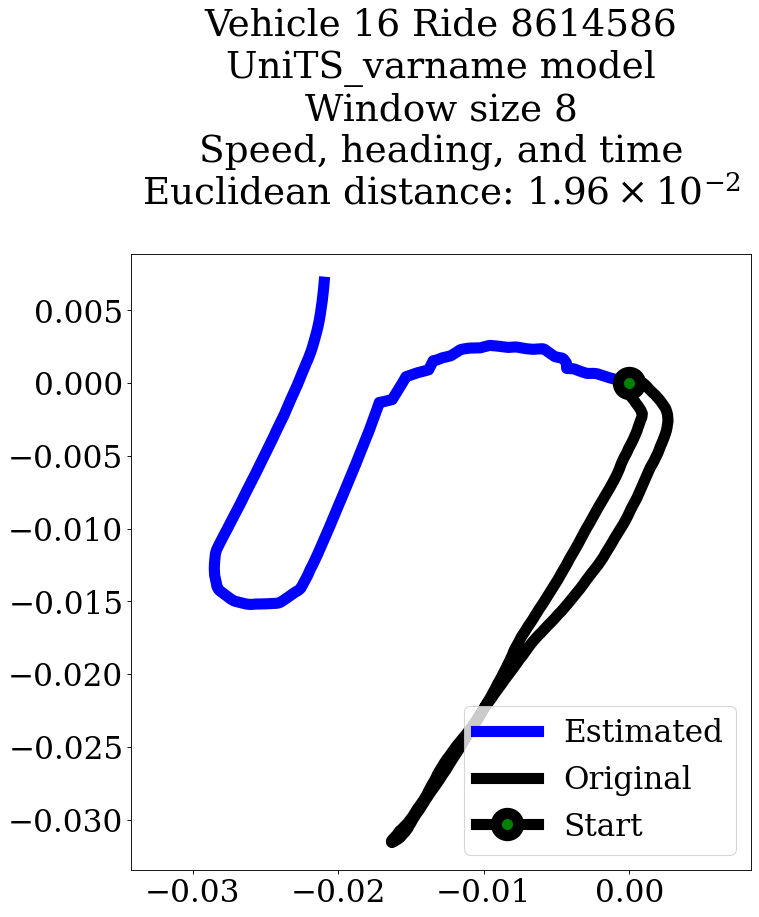 Vehicle 16 Ride 8614586
UniTS_varname model
Window size 8
Speed, heading, and time
Euclidean distance: $1.96 \times 10^{-2}$
0.005
0.000
−0.005
−0.010
−0.015
−0.020
−0.025
−0.030
Estimated
Original
Start
−0.03
−0.02
−0.01
0.00